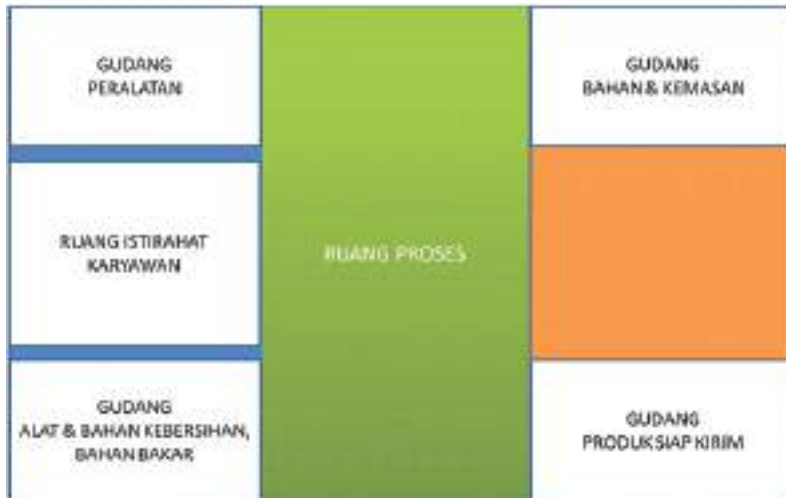 GUDANG
PERALATAN
GUDANG
BAHAN & KEMASAN
RUANG ISTIRAHAT
KARYAWAN
RUANG PROSES
GUDANG
ALAT & BAHAN KEBERSIHAN,
BAHAN BAKAR
GUDANG
PRODUK SIAP KIRIM